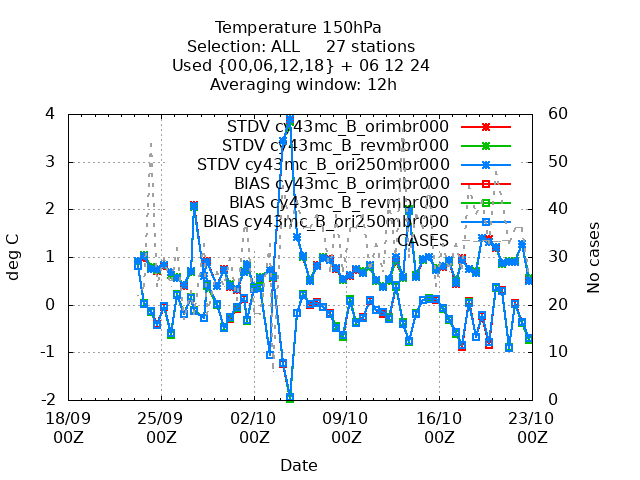 Temperature 150hPa
Selection: ALL 27 stations
Used {00,06,12,18} + 06 12 24
Averaging window: 12h
STDV cy43mc_B_orimbr000
STDV cy43mc_B_revmbr000
STDV cy43mc_B_ori250mbr000
BIAS cy43mc_B_orimbr000
BIAS cy43mc_B_revmbr000
BIAS cy43mc_B_ori250mbr000
CASES
4
3
2
1
0
-1
-2
deg C
60
50
40
30
20
10
0
No cases
18/09 25/09 02/10 09/10 16/10 23/10
00Z 00Z 00Z 00Z 00Z 00Z
Date